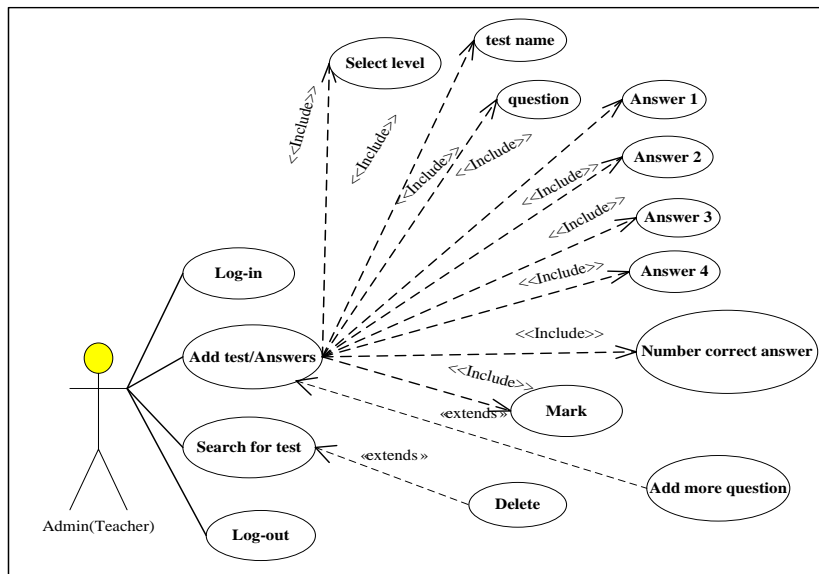 test name
Select level
question
Answer 1
<<Include>>
<<Include>>
<<Include>>
<<Include>>
Answer 2
<<Include>>
<<Include>>
Answer 3
Log-in
<<Include>>
Answer 4
<<Include>>
Add test/Answers
Number correct answer
<<Include>>
Mark
«extends»
Search for test
«extends»
Add more question
Delete
Admin(Teacher)
Log-out